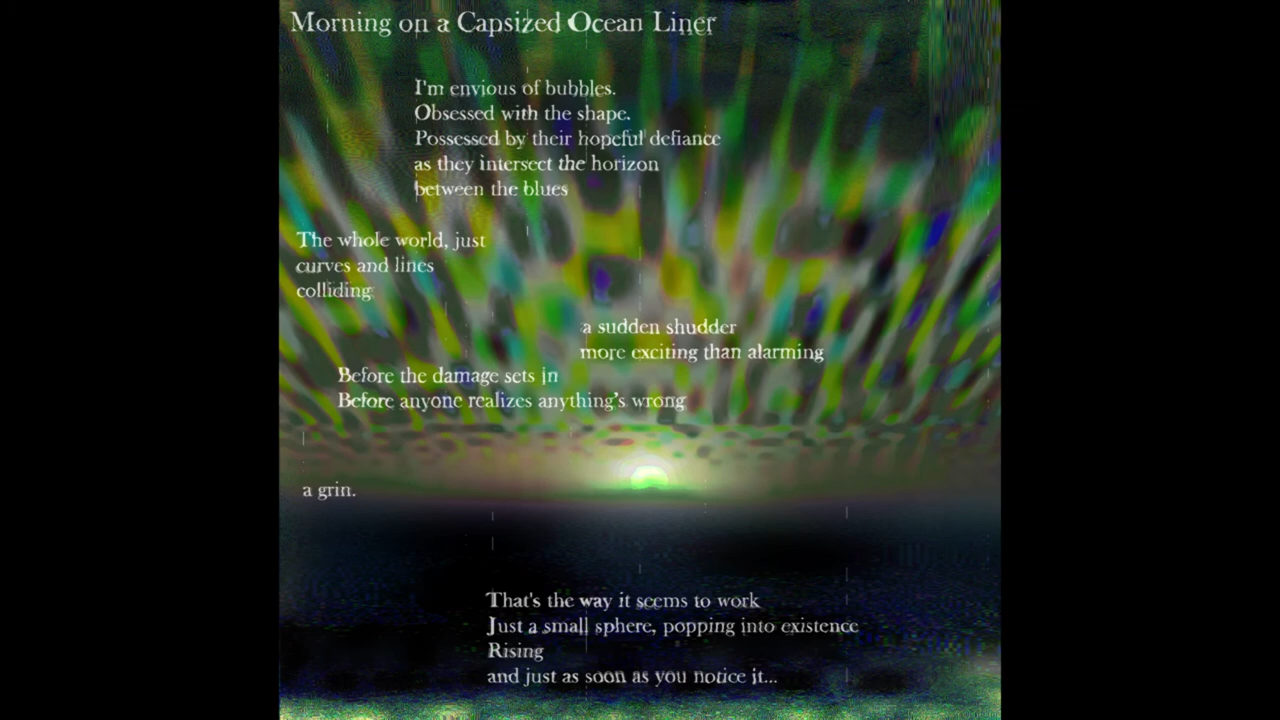 Morning on a Capsized Ocean Liner
I'm envious of bubbles.
Obsessed with the shape.
Possessed by their hopeful defiance
as they intersect the horizon
between the blues
The whole world, just
curves and lines
colliding
a sudden shudder
more exciting than alarming
Before the damage sets in
Before anyone realizes anything's wrong
a grin.
That's the way it seems to work
Just a small sphere, popping into existence
Rising
and just as soon as you notice it...